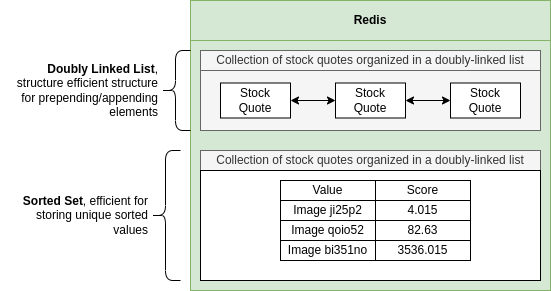 Redis
Doubly Linked List,
structure efficient structure
for prepending/appending
elements
Collection of stock quotes organized in a doubly-linked list
Stock
Quote
Stock
Quote
Stock
Quote
Sorted Set, efficient for
storing unique sorted
values
Collection of stock quotes organized in a doubly-linked list
Value Score
Image ji25p2 4.015
Image qoio52 82.63
Image bi351no 3536.015